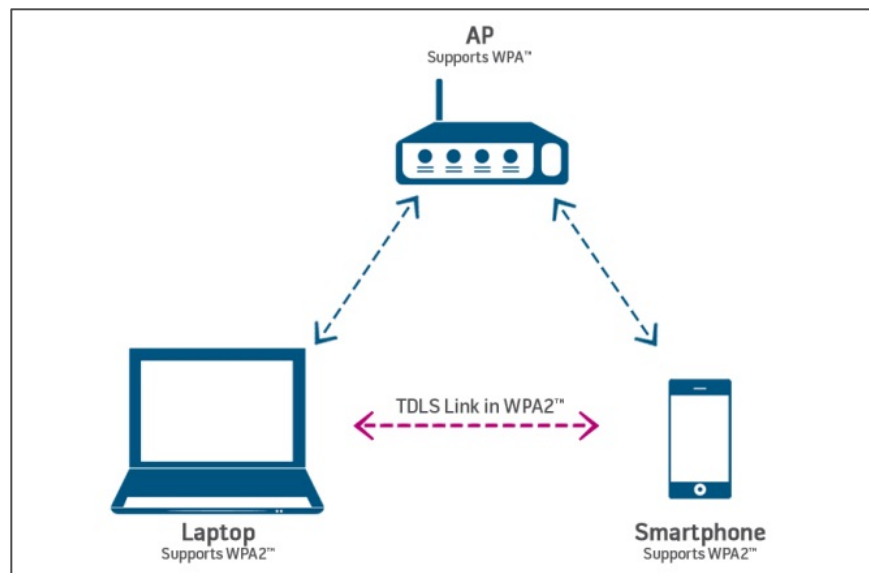 AP
Supports WPA™
TDLS Link in WPA2™
Laptop
Supports WPA2™
Smartphone
Supports WPA2™